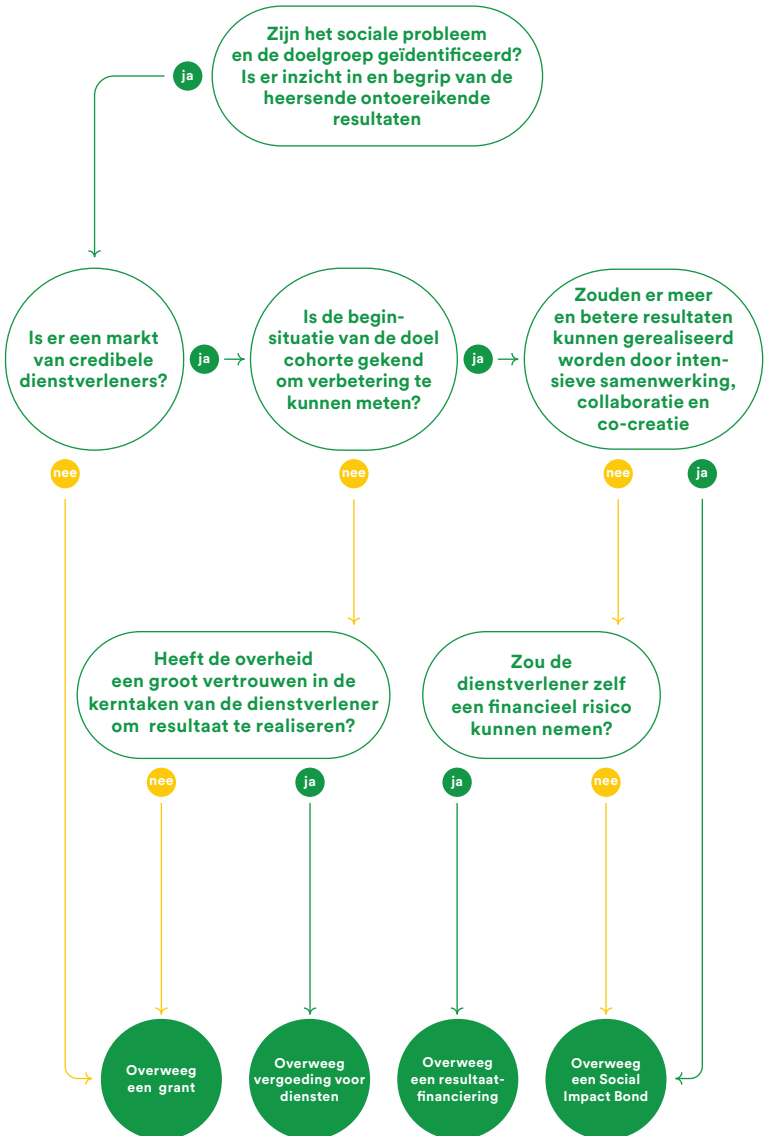 Zijn het sociale probleem
en de doelgroep geïdentificeerd?
Is er inzicht in en begrip van de
heersende ontoereikende
resultaten
ja
Is er een markt
van credibele
dienstverleners?
ja
Is de begin-
situatie van de doel
cohorte gekend
om verbetering te
kunnen meten?
ja
Zouden er meer
en betere resultaten
kunnen gerealiseerd
worden door inten-
sieve samenwerking,
collaboratie en
co-creatie
nee
nee
nee
ja
Heeft de overheid
een groot vertrouwen in de
kerntaken van de dienstverlener
om resultaat te realiseren?
Zou de
dienstverlener zelf
een financieel risico
kunnen nemen?
nee
ja
ja
nee
Overweeg
een grant
Overweeg
vergoeding voor
diensten
Overweeg
een resultaat-
financiering
Overweeg
een Social
Impact Bond